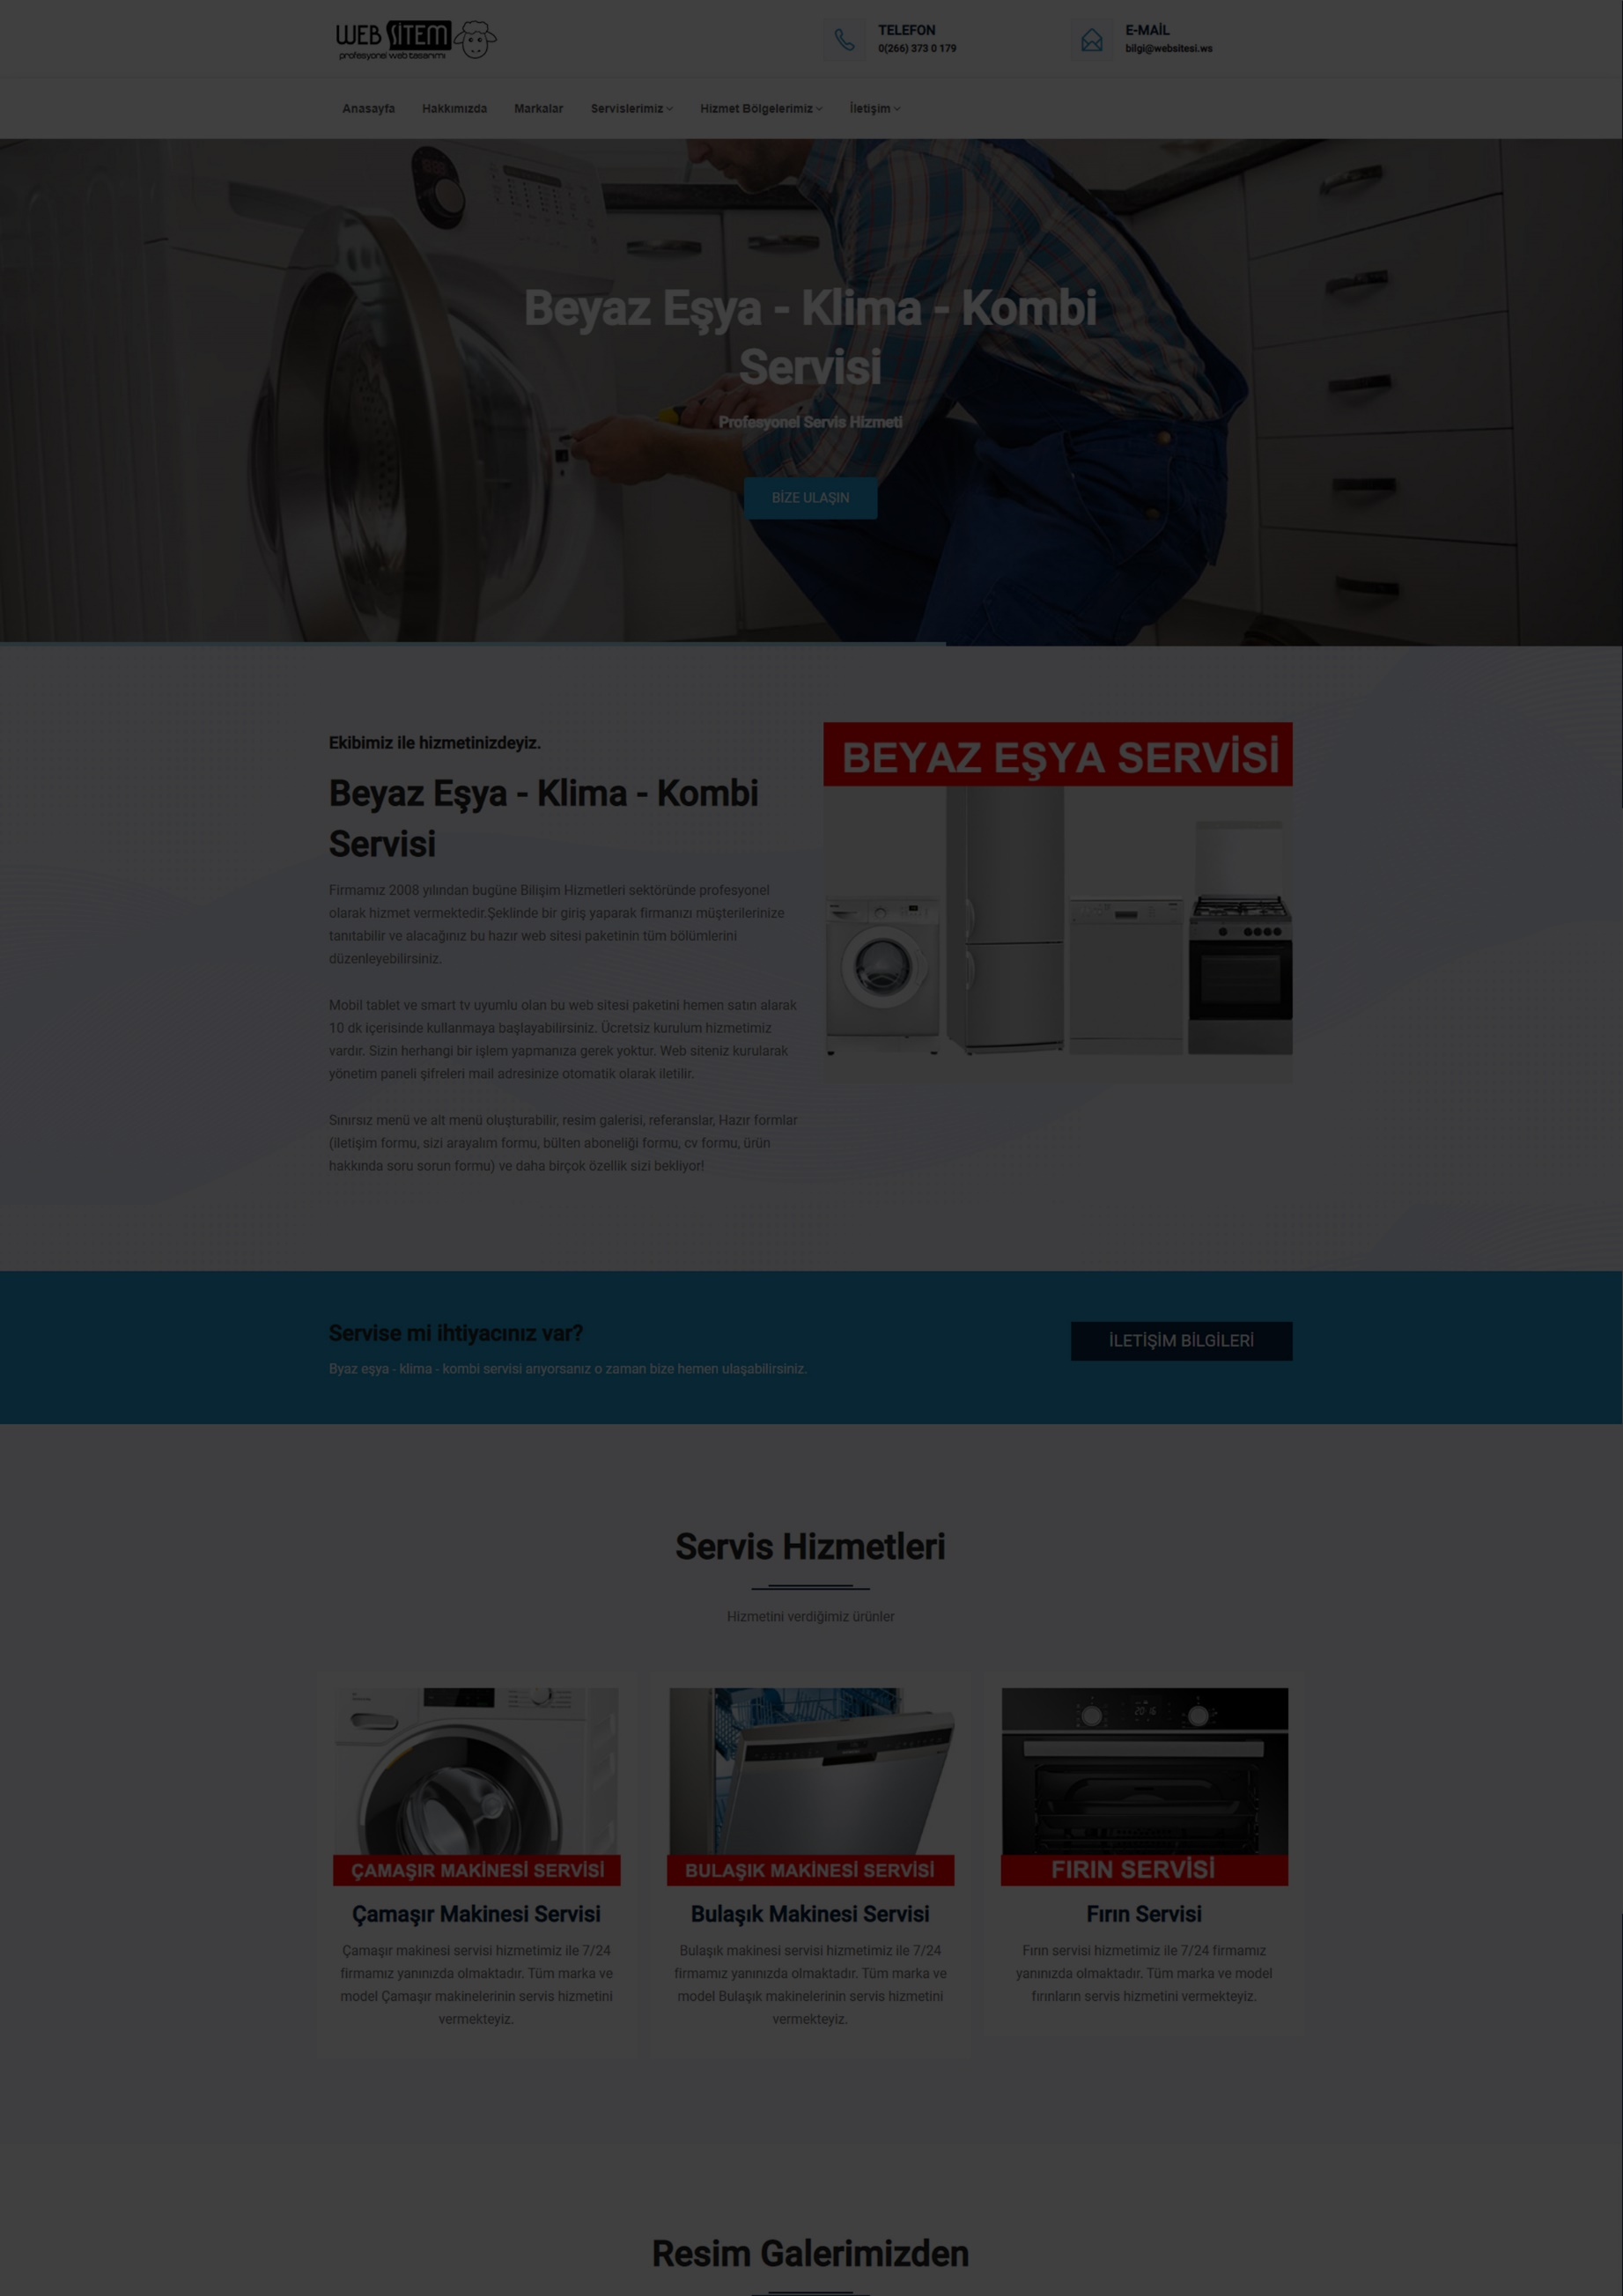 WEB SİTEM
profesyonel web tasarımı
TELEFON
0(266) 373 0 179
E-MAİL
bilgi@websitesi.ws
Anasayfa Hakkımızda Markalar Servislerimiz Hizmet Bölgelerimiz İletişim
Beyaz Eşya - Klima - Kombi
Servisi
Profesyonel Servis Hizmeti
BİZE ULAŞIN
Ekibimiz ile hizmetinizdeyiz.
Beyaz Eşya - Klima - Kombi
Servisi
Firmamız 2008 yılından bugüne Bilişim Hizmetleri sektöründe profesyonel
olarak hizmet vermektedir.Şeklinde bir giriş yaparak firmanızı müşterilerinize
tanıtabilir ve alacağınız bu hazır web sitesi paketinin tüm bölümlerini
düzenleyebilirsiniz.
Mobil tablet ve smart tv uyumlu olan bu web sitesi paketini hemen satın alarak
10 dk içerisinde kullanmaya başlayabilirsiniz. Ücretsiz kurulum hizmetimiz
vardır. Sizin herhangi bir işlem yapmanıza gerek yoktur. Web siteniz kurularak
yönetim paneli şifreleri mail adresinize otomatik olarak iletilir.
Sınırsız menü ve alt menü oluşturabilir, resim galerisi, referanslar, Hazır formlar
(iletişim formu, sizi arayalım formu, bülten aboneliği formu, cv formu, ürün
hakkında soru sorun formu) ve daha birçok özellik sizi bekliyor!
BEYAZ EŞYA SERVİSİ
Servise mi ihtiyacınız var?
Byaz eşya - klima - kombi servisi arıyorsanız o zaman bize hemen ulaşabilirsiniz.
İLETİŞİM BİLGİLERİ
Servis Hizmetleri
Hizmetini verdiğimiz ürünler
ÇAMAŞIR MAKİNESİ SERVİSİ
Çamaşır Makinesi Servisi
Çamaşır makinesi servisi hizmetimiz ile 7/24
firmamız yanınızda olmaktadır. Tüm marka ve
model Çamaşır makinelerinin servis hizmetini
vermekteyiz.
BULAŞIK MAKİNESİ SERVİSİ
Bulaşık Makinesi Servisi
Bulaşık makinesi servisi hizmetimiz ile 7/24
firmamız yanınızda olmaktadır. Tüm marka ve
model Bulaşık makinelerinin servis hizmetini
vermekteyiz.
20:16
FIRIN SERVİSİ
Fırın Servisi
Fırın servisi hizmetimiz ile 7/24 firmamız
yanınızda olmaktadır. Tüm marka ve model
fırınların servis hizmetini vermekteyiz.
Resim Galerimizden